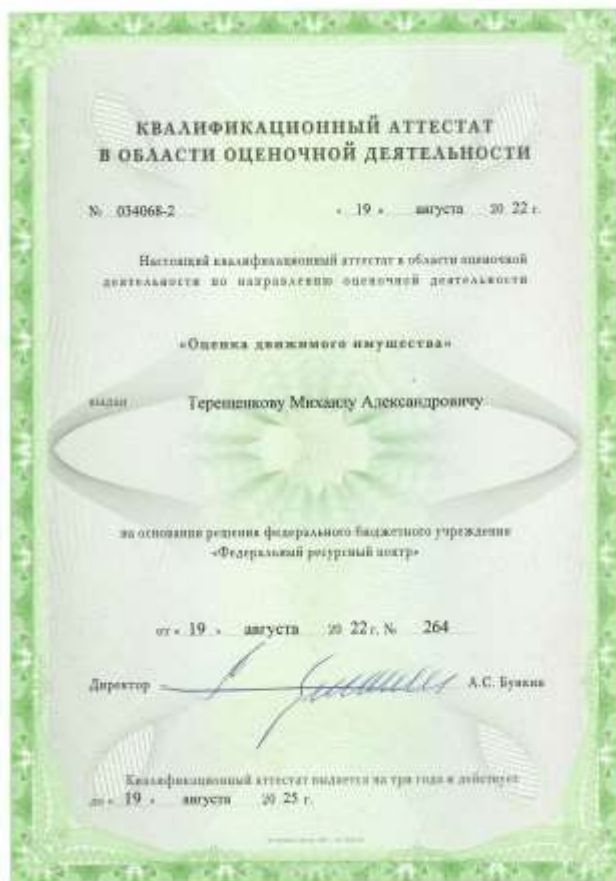 КВАЛИФИКАЦИОННЫЙ АТТЕСТАТ
В ОБЛАСТИ ОЦЕНОЧНОЙ ДЕЯТЕЛЬНОСТИ
№ 034068-2 « 19 » августа 20 22 г.
Настоящий квалификационный аттестат в области оценочной
деятельности по направлению оценочной деятельности
«Оценка движимого имущества»
выдан Терещенкову Михаилу Александровичу
на основании решения федерального бюджетного учреждения
«Федеральный ресурсный центр»
от « 19 » августа 20 22 г. № 264
Директор А.С. Бункин
Квалификационный аттестат выдается на три года и действует
до « 19 » августа 20 25 г.